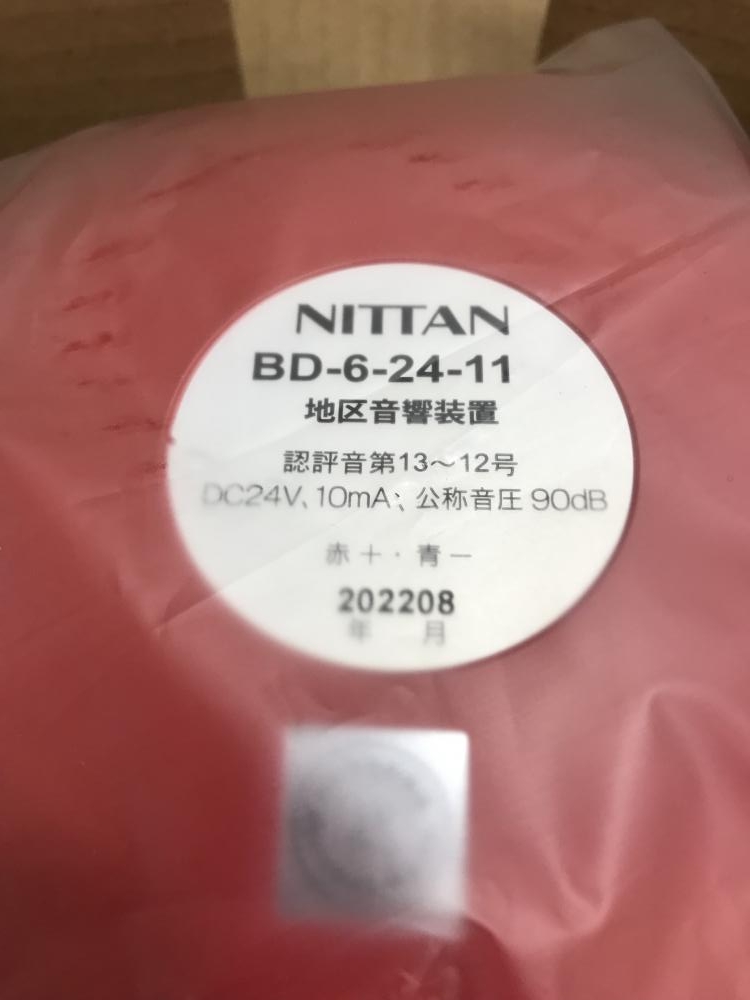 NITTAN
BD-6-24-11
地区音響装置
認評音第13～12号
DC24V、10mA、公称音圧 90dB
赤＋・青－
202208
年 月